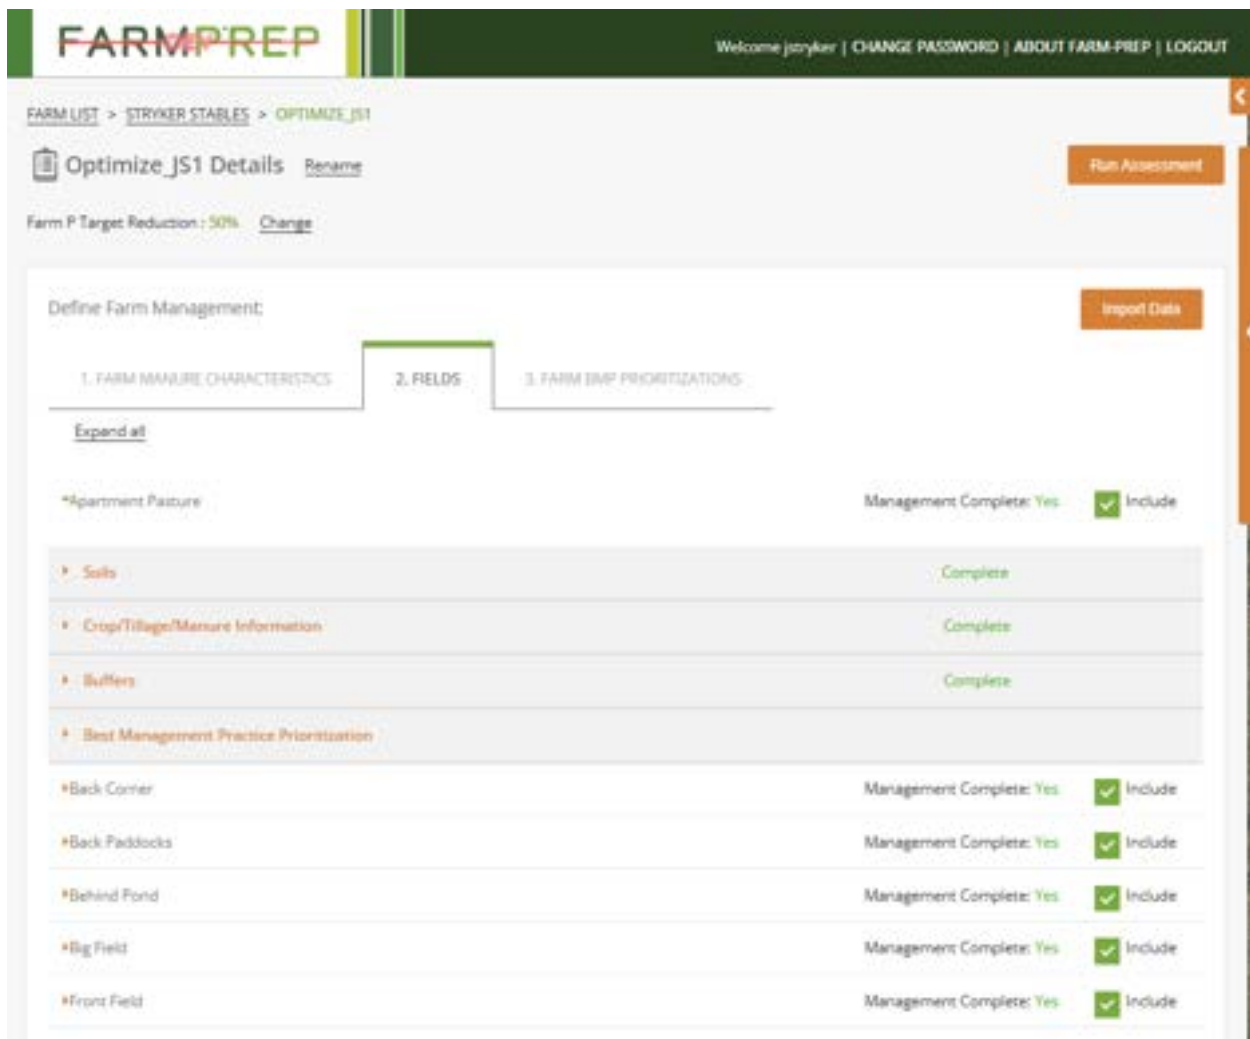 FARMPREP
Welcome jstryker | CHANGE PASSWORD | ABOUT FARM-PREP | LOGOUT
FARM LIST > STRYKER STABLES > OPTIMIZE_JS1
Optimize_JS1 Details Rename Run Assessment
Farm P Target Reduction : 50% Change
Define Farm Management: Import Data
1. FARM MANURE CHARACTERISTICS 2. FIELDS 3. FARM BMP PRIORITIZATIONS
Expand all
Apartment Pasture Management Complete: Yes Include
Soils Complete
Crop/Tillage/Manure Information Complete
Buffers Complete
Best Management Practice Prioritization
Back Corner Management Complete: Yes Include
Back Paddocks Management Complete: Yes Include
Behind Pond Management Complete: Yes Include
Big Field Management Complete: Yes Include
Front Field Management Complete: Yes Include